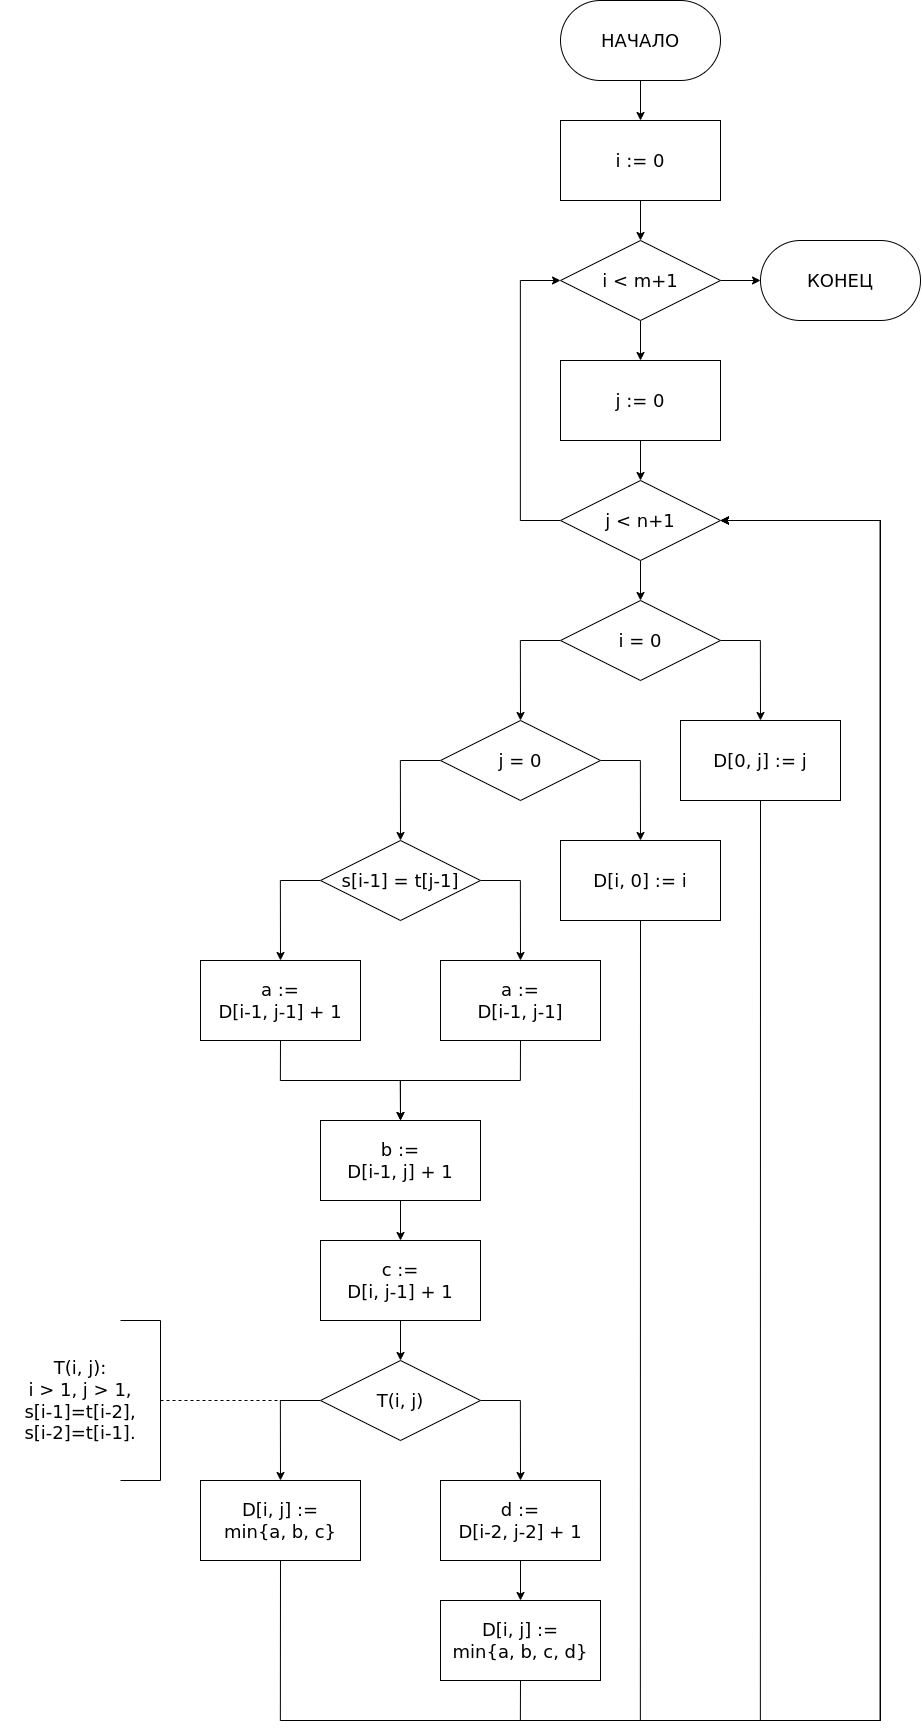 НАЧАЛО
i := 0
i < m+1
КОНЕЦ
j := 0
j < n+1
i = 0
j = 0
D[0, j] := j
s[i-1] = t[j-1]
D[i, 0] := i
a :=
D[i-1, j-1] + 1
a :=
D[i-1, j-1]
b :=
D[i-1, j] + 1
c :=
D[i, j-1] + 1
T(i, j):
i > 1, j > 1,
s[i-1]=t[i-2],
s[i-2]=t[i-1].
T(i, j)
D[i, j] :=
min{a, b, c}
d :=
D[i-2, j-2] + 1
D[i, j] :=
min{a, b, c, d}